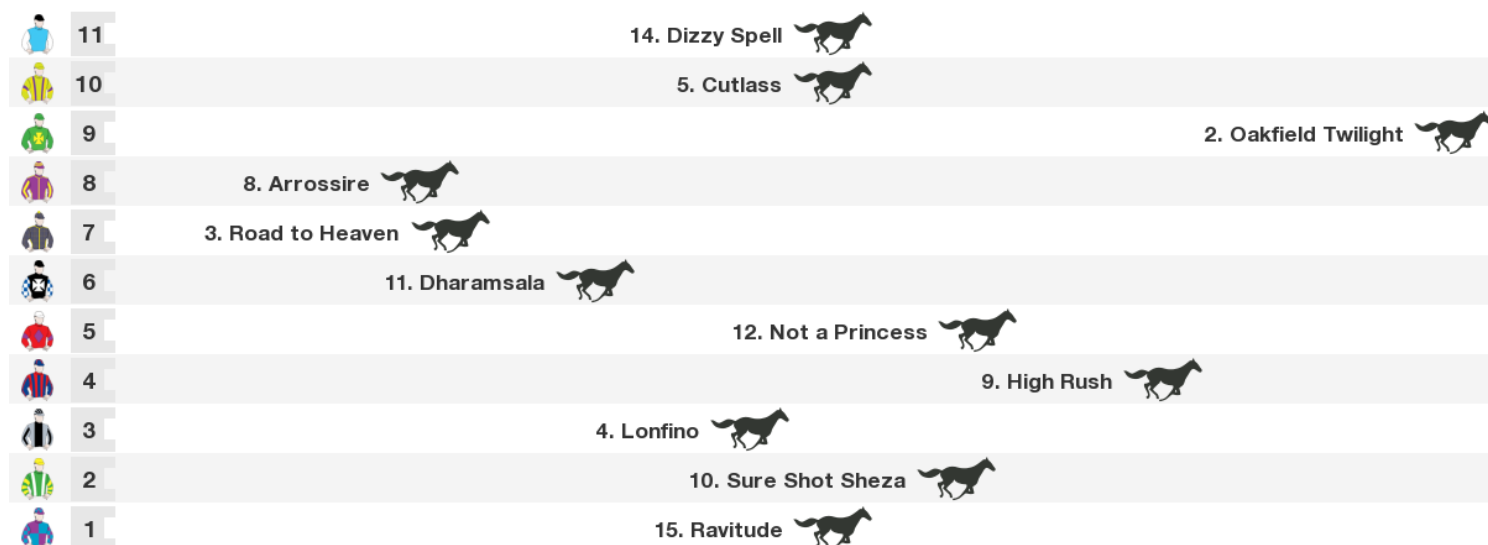 11 14. Dizzy Spell
10 5. Cutlass
9 2. Oakfield Twilight
8 8. Arrossire
7 3. Road to Heaven
6 11. Dharamsala
5 12. Not a Princess
4 9. High Rush
3 4. Lonfino
2 10. Sure Shot Sheza
1 15. Ravitude